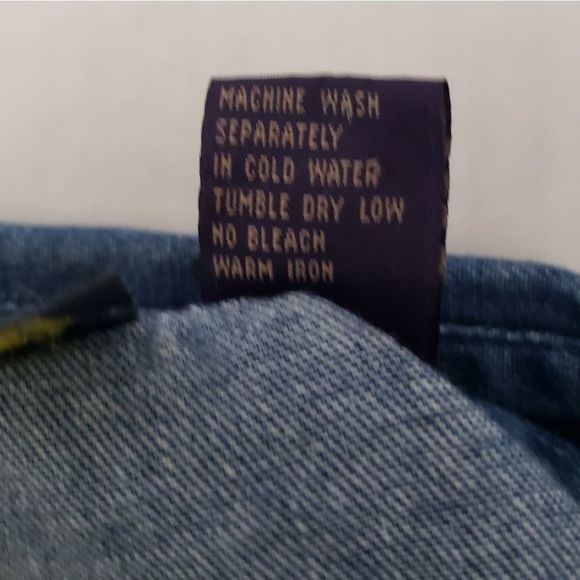 MACHINE WASH
SEPARATELY
IN COLD WATER
TUMBLE DRY LOW
NO BLEACH
WARM IRON